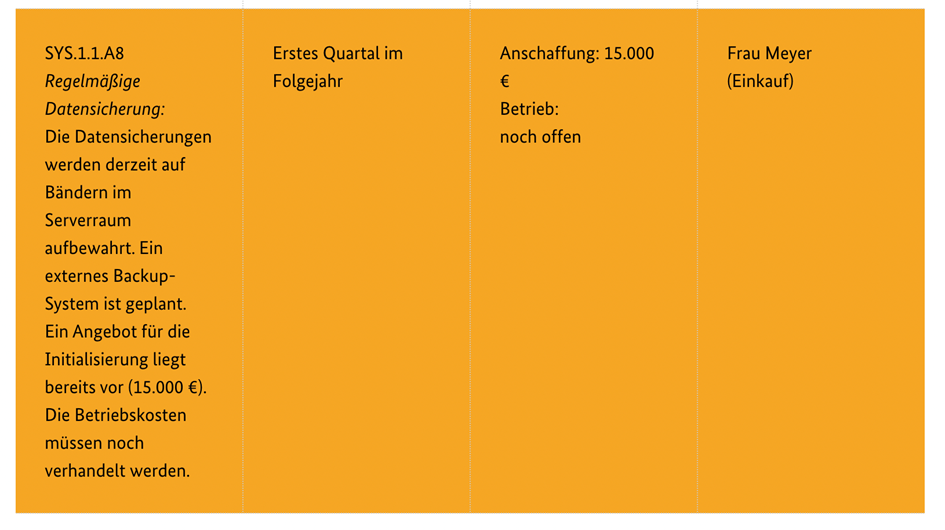 SYS.1.1.A8
Regelmäßige
Datensicherung:
Die Datensicherungen
werden derzeit auf
Bändern im
Serverraum
aufbewahrt. Ein
externes Backup-
System ist geplant.
Ein Angebot für die
Initialisierung liegt
bereits vor (15.000 €).
Die Betriebskosten
müssen noch
verhandelt werden.
Erstes Quartal im
Folgejahr
Anschaffung: 15.000
€
Betrieb:
noch offen
Frau Meyer
(Einkauf)